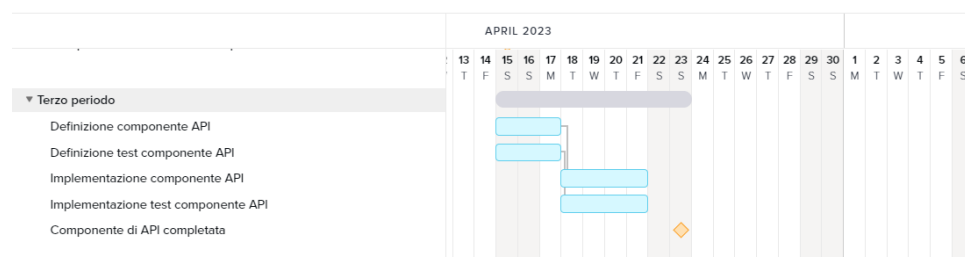 APRIL 2023
13 14 15 16 17 18 19 20 21 22 23 24 25 26 27 28 29 30 1 2 3 4 5 6
T F S S M T W T F S S M T W T F S S M T W T F S
Terzo periodo
Definizione componente API
Definizione test componente API
Implementazione componente API
Implementazione test componente API
Componente di API completata